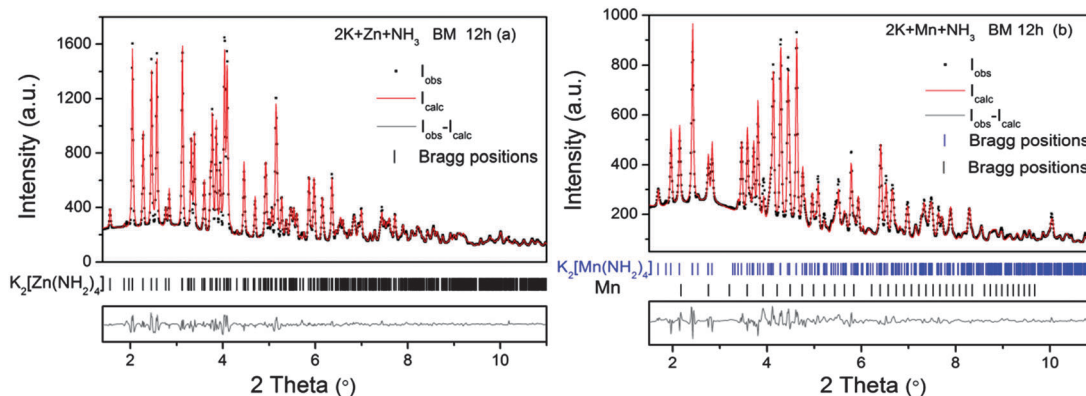 2K+Zn+NH3 BM 12h (a)
Iobs
Icalc
Iobs-Icalc
Bragg positions
Intensity (a.u.)
1600
1200
800
400
0
K2[Zn(NH2)4]
2 4 6 8 10
2 Theta (°)
2K+Mn+NH3 BM 12h (b)
Iobs
Icalc
Iobs-Icalc
Bragg positions
Bragg positions
Intensity (a.u.)
1000
800
600
400
200
K2[Mn(NH2)4]
Mn
2 4 6 8 10
2 Theta (°)